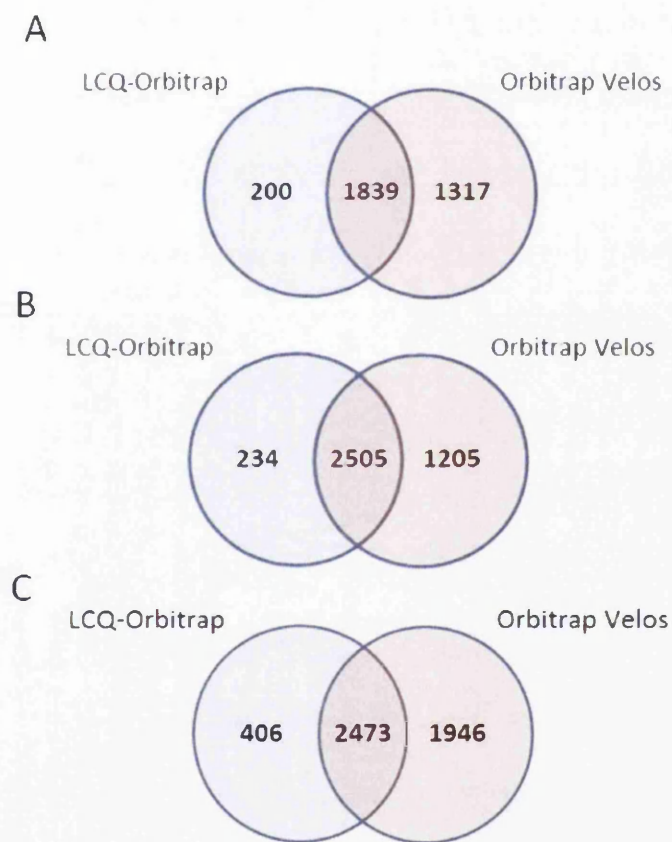 A
LCQ-Orbitrap Orbitrap Velos
200 1839 1317
B
LCQ-Orbitrap Orbitrap Velos
234 2505 1205
C
LCQ-Orbitrap Orbitrap Velos
406 2473 1946